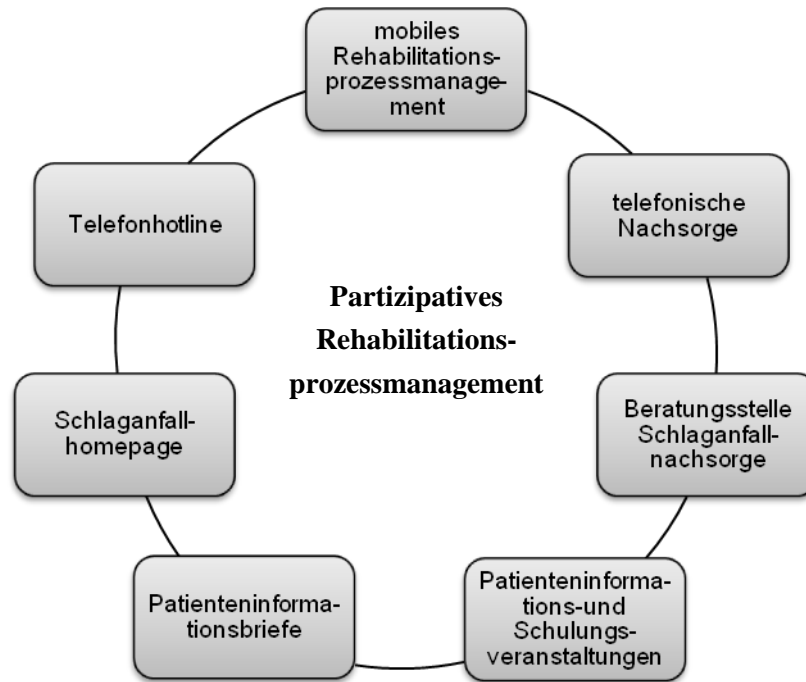 mobiles
Rehabilitations-
prozessmanage-
ment
telefonische
Nachsorge
Beratungsstelle
Schlaganfall-
nachsorge
Patienteninforma-
tions-und
Schulungs-
veranstaltungen
Patienteninforma-
tionsbriefe
Schlaganfall-
homepage
Telefonhotline
Partizipatives
Rehabilitations-
prozessmanagement